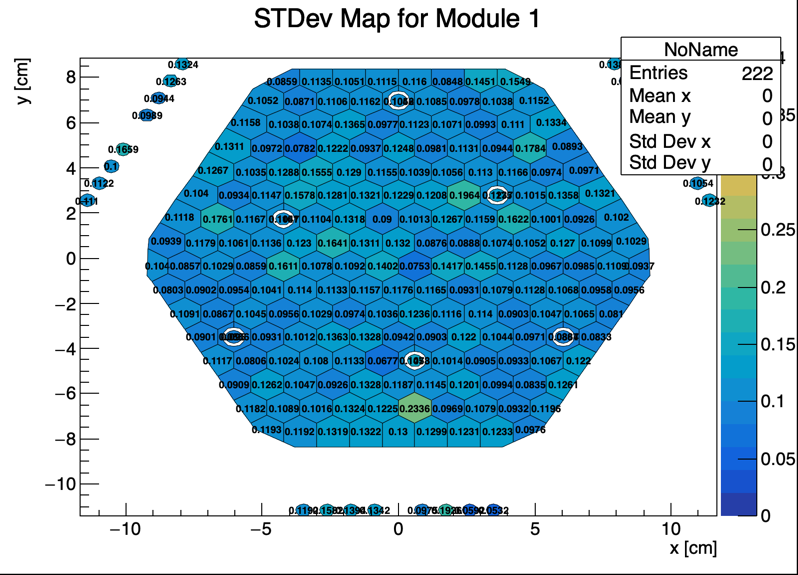 STDev Map for Module 1
y [cm]
NoName
Entries 222
Mean x 0
Mean y 0
Std Dev x 0
Std Dev y 0
0.1324
0.1263
0.0944
0.0989
0.1659
0.1
0.1122
0.111
0.1054
0.1232
0.0859 0.1135 0.1051 0.1115 0.116 0.0848 0.1451 0.1549
0.1052 0.0871 0.1106 0.1162 0.1085 0.0978 0.1038 0.1152
0.1158 0.1038 0.1074 0.1365 0.0977 0.1123 0.1071 0.0993 0.111 0.1334
0.1311 0.0972 0.0782 0.1222 0.0937 0.1248 0.0981 0.1131 0.0944 0.1784 0.0893
0.1267 0.1035 0.1288 0.1555 0.129 0.1155 0.1039 0.1056 0.113 0.1166 0.0974 0.0971
0.104 0.0934 0.1147 0.1578 0.1281 0.1321 0.1229 0.1208 0.1964 0.1015 0.1358 0.1321
0.1118 0.1761 0.1167 0.1104 0.1318 0.09 0.1013 0.1267 0.1159 0.1622 0.1001 0.0926 0.102
0.0939 0.1179 0.1061 0.1136 0.123 0.1641 0.1311 0.132 0.0876 0.0888 0.1074 0.1052 0.127 0.1099 0.1029
0.104 0.0857 0.1029 0.0859 0.1611 0.1078 0.1092 0.1402 0.0753 0.1417 0.1455 0.1128 0.0967 0.0985 0.1109 0.0937
0.0803 0.0902 0.0954 0.1041 0.114 0.1133 0.1157 0.1176 0.1165 0.0931 0.1079 0.1128 0.1068 0.0958 0.0956
0.1091 0.0867 0.1045 0.0956 0.0974 0.1036 0.1236 0.1116 0.114 0.0903 0.1047 0.1065 0.081
0.0901 0.0931 0.0956 0.1012 0.1363 0.1328 0.0942 0.0903 0.122 0.1044 0.0971 0.0833
0.1117 0.0806 0.1024 0.108 0.1133 0.0677 0.1014 0.0905 0.0933 0.1067 0.122
0.0909 0.1262 0.1047 0.0926 0.1328 0.1187 0.1145 0.1201 0.0994 0.0835 0.1261
0.1182 0.1089 0.1016 0.1324 0.1225 0.2336 0.0969 0.1079 0.0932 0.1196
0.1193 0.1192 0.1319 0.1322 0.13 0.1299 0.1231 0.1233 0.0976
0.1342
0.0532
8
6
4
2
0
−2
−4
−6
−8
−10
−10 −5 0 5 10
x [cm]
0.25
0.2
0.15
0.1
0.05
0